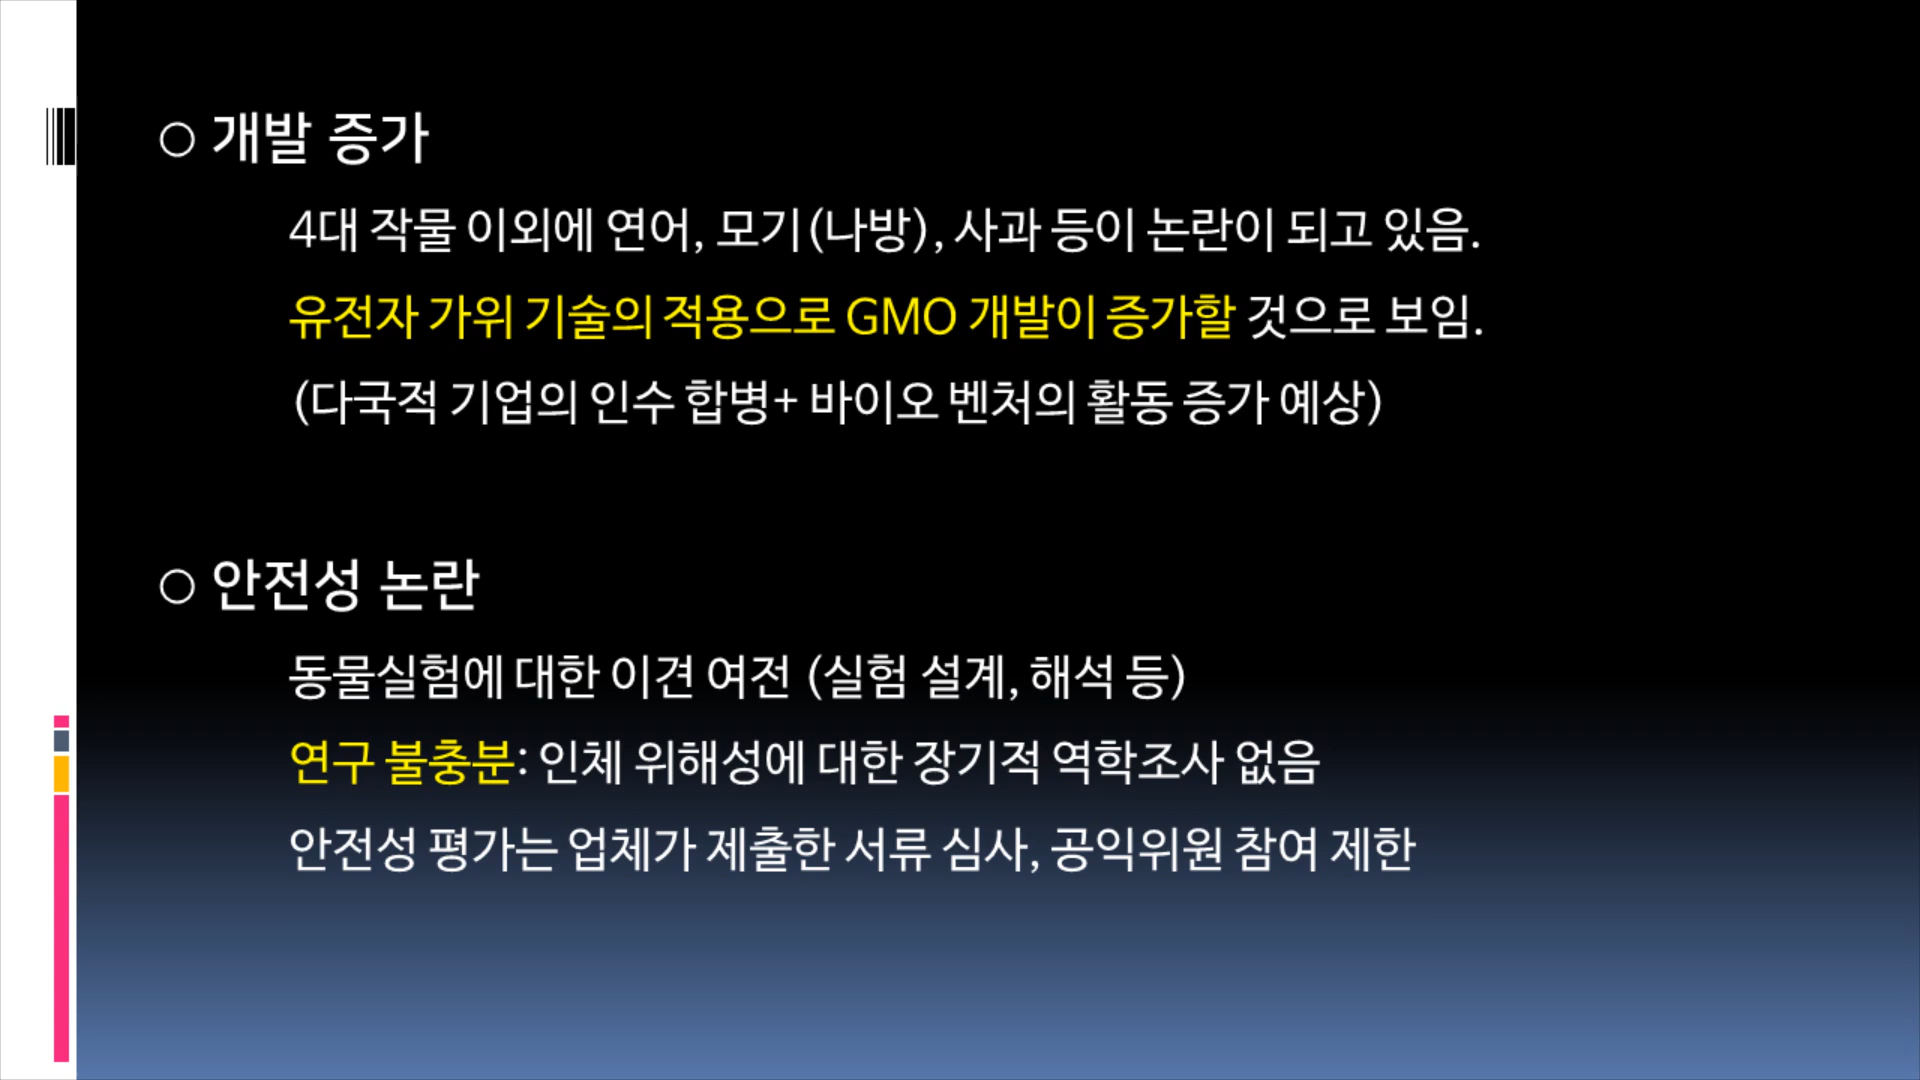 ○ 개발 증가
4대 작물 이외에 연어, 모기(나방), 사과 등이 논란이 되고 있음.
유전자 가위 기술의 적용으로 GMO 개발이 증가할 것으로 보임.
(다국적 기업의 인수 합병+ 바이오 벤처의 활동 증가 예상)
○ 안전성 논란
동물실험에 대한 이견 여전 (실험 설계, 해석 등)
연구 불충분: 인체 위해성에 대한 장기적 역학조사 없음
안전성 평가는 업체가 제출한 서류 심사, 공익위원 참여 제한